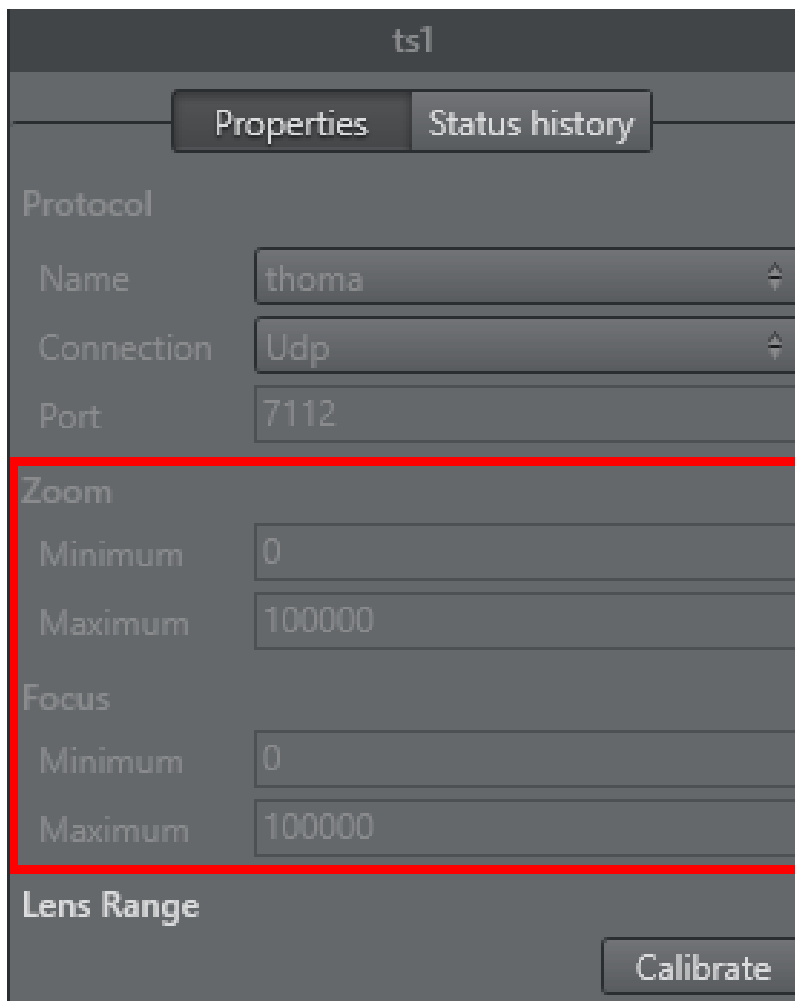 ts1
Properties Status history
Protocol
Name thoma
Connection Udp
Port 7112
Zoom
Minimum 0
Maximum 100000
Focus
Minimum 0
Maximum 100000
Lens Range
Calibrate